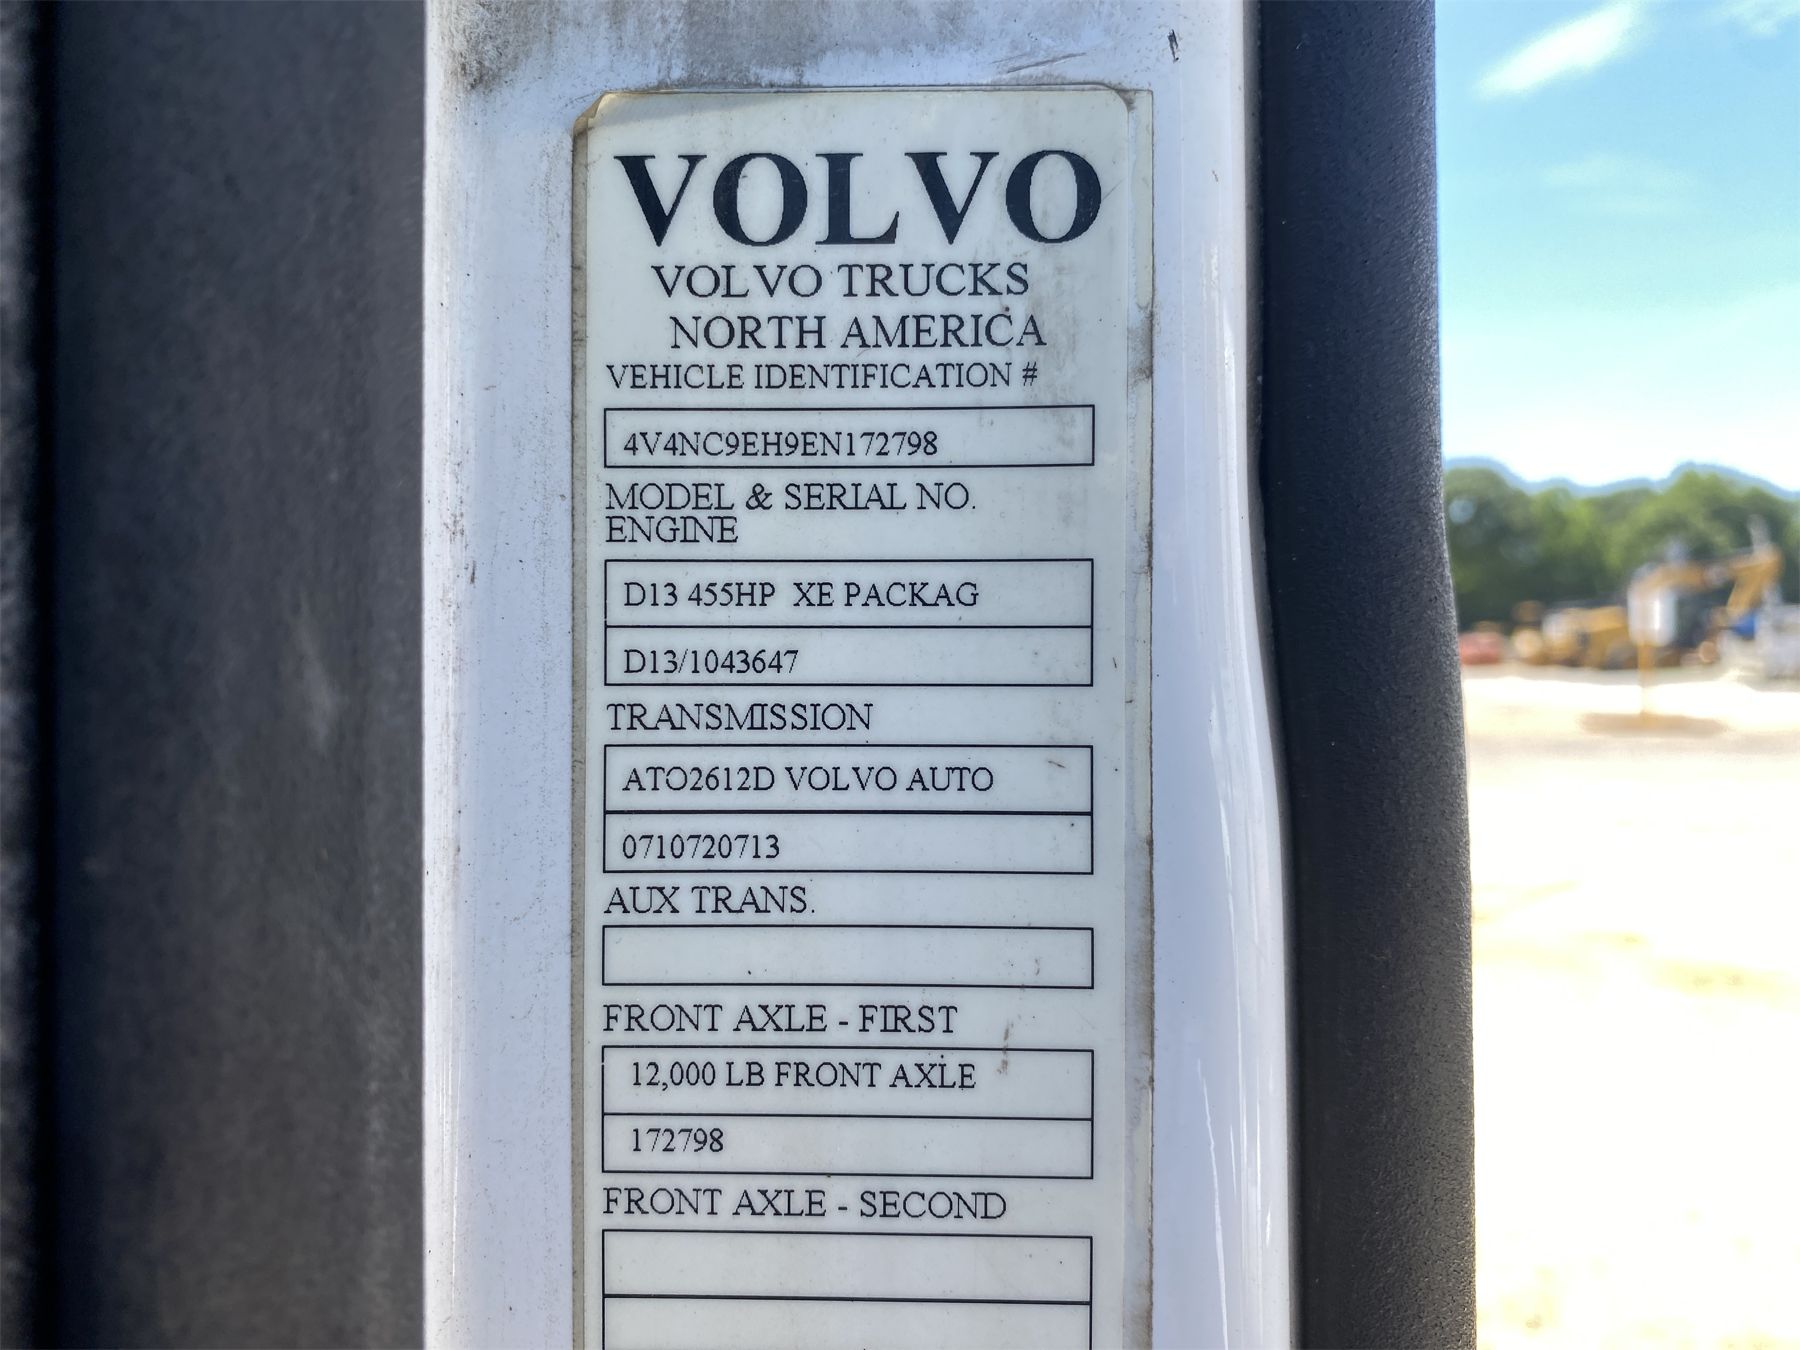 VOLVO
VOLVO TRUCKS
NORTH AMERICA
VEHICLE IDENTIFICATION #
4V4NC9EH9EN172798
MODEL & SERIAL NO.
ENGINE
D13 455HP XE PACKAG
D13/1043647
TRANSMISSION
ATO2612D VOLVO AUTO
0710720713
AUX TRANS.
FRONT AXLE - FIRST
12,000 LB FRONT AXLE
172798
FRONT AXLE - SECOND